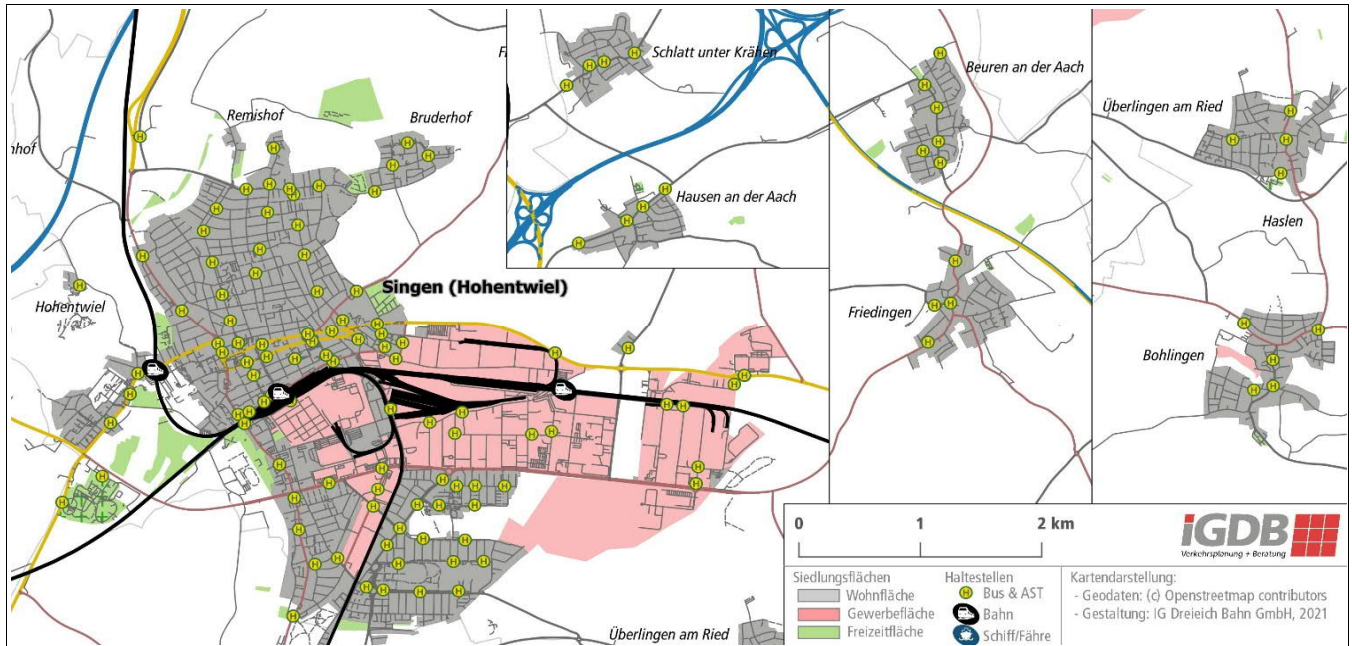 Remishof
Bruderhof
nhof
Hohentwiel
Singen (Hohentwiel)
Überlingen am Ried
Schlatt unter Krähen
Hausen an der Aach
Beuren an der Aach
Friedingen
Überlingen am Ried
Haslen
Bohlingen
0 1 2 km
iGDB
Verkehrsplanung + Beratung
Siedlungsflächen
Wohnfläche
Gewerbefläche
Freizeitfläche
Haltestellen
H Bus & AST
Bahn
Schiff/Fähre
Kartendarstellung:
- Geodaten: (c) Openstreetmap contributors
- Gestaltung: IG Dreieich Bahn GmbH, 2021